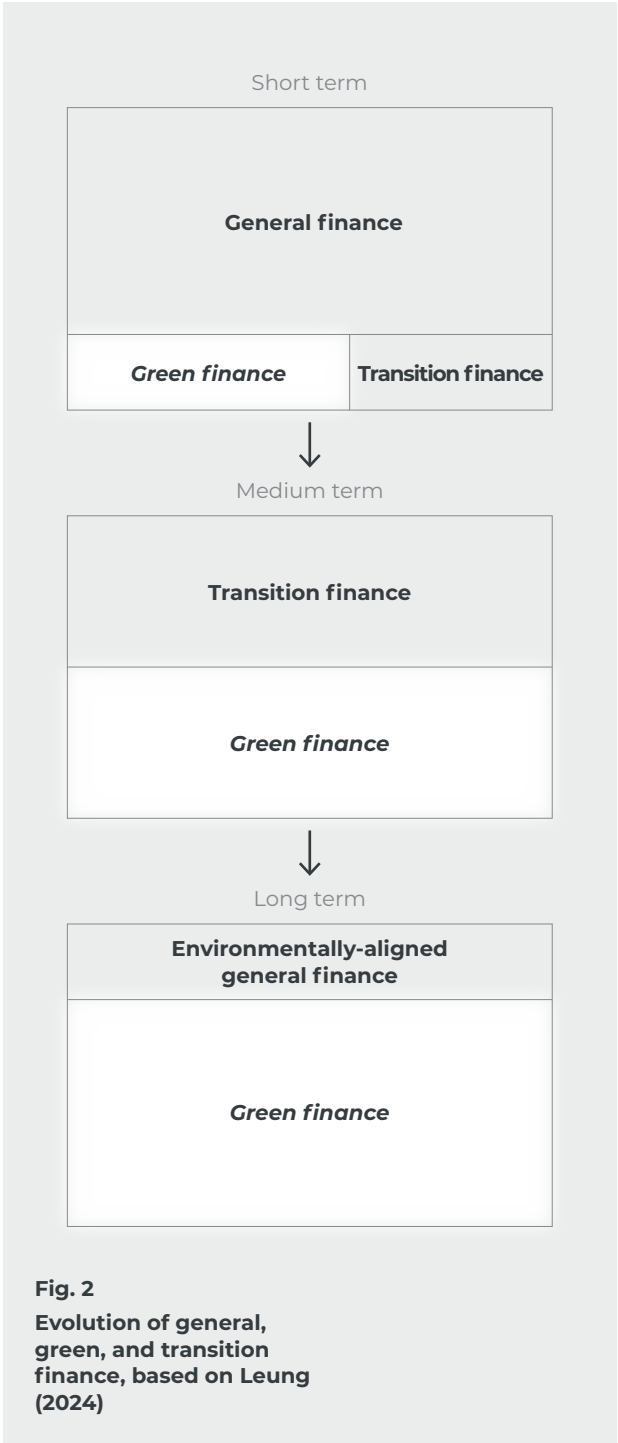 Short term
General finance
Green finance
Transition finance
Medium term
Transition finance
Green finance
Long term
Environmentally-aligned
general finance
Green finance
Fig. 2
Evolution of general,
green, and transition
finance, based on Leung
(2024)